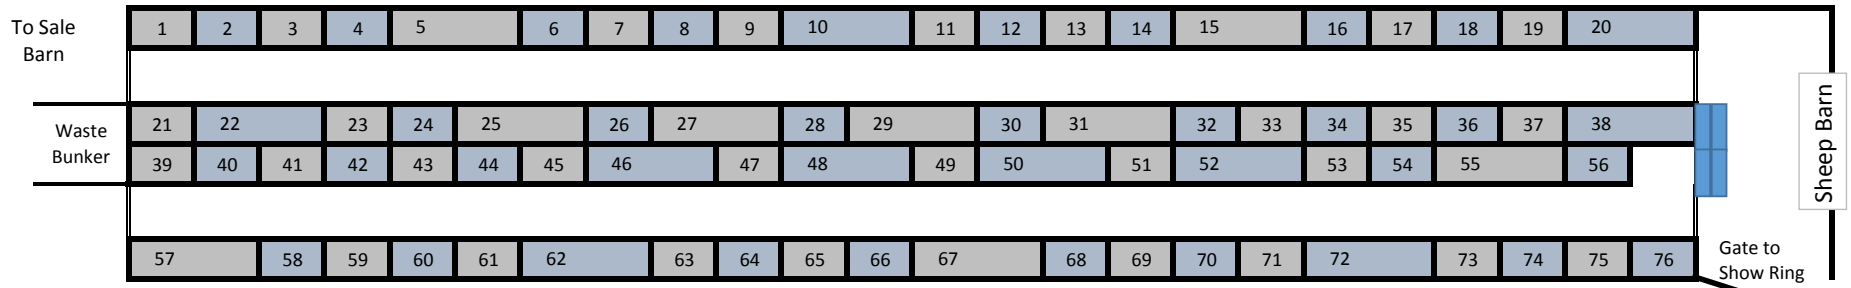 To Sale
Barn
1 2 3 4 5 6 7 8 9 10 11 12 13 14 15 16 17 18 19 20
Waste
Bunker
21 22 23 24 25 26 27 28 29 30 31 32 33 34 35 36 37 38
39 40 41 42 43 44 45 46 47 48 49 50 51 52 53 54 55 56
Sheep Barn
57 58 59 60 61 62 63 64 65 66 67 68 69 70 71 72 73 74 75 76
Gate to
Show Ring